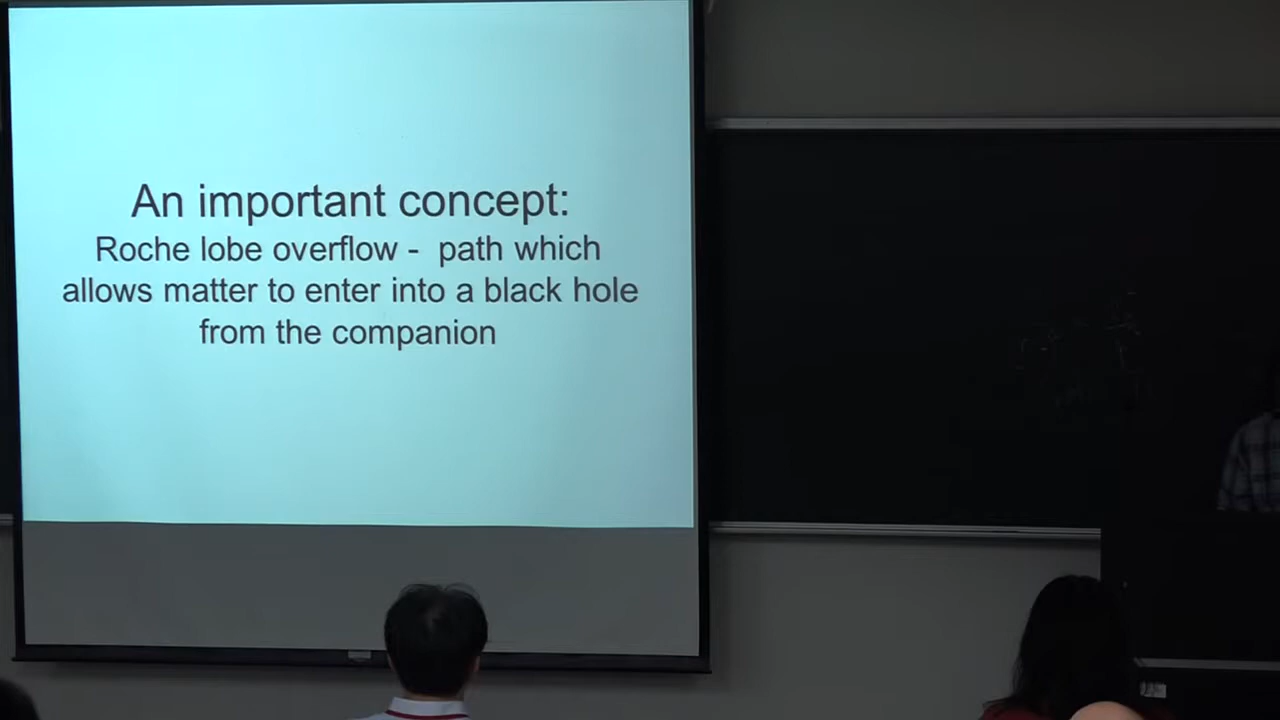 An important concept:
Roche lobe overflow - path which
allows matter to enter into a black hole
from the companion